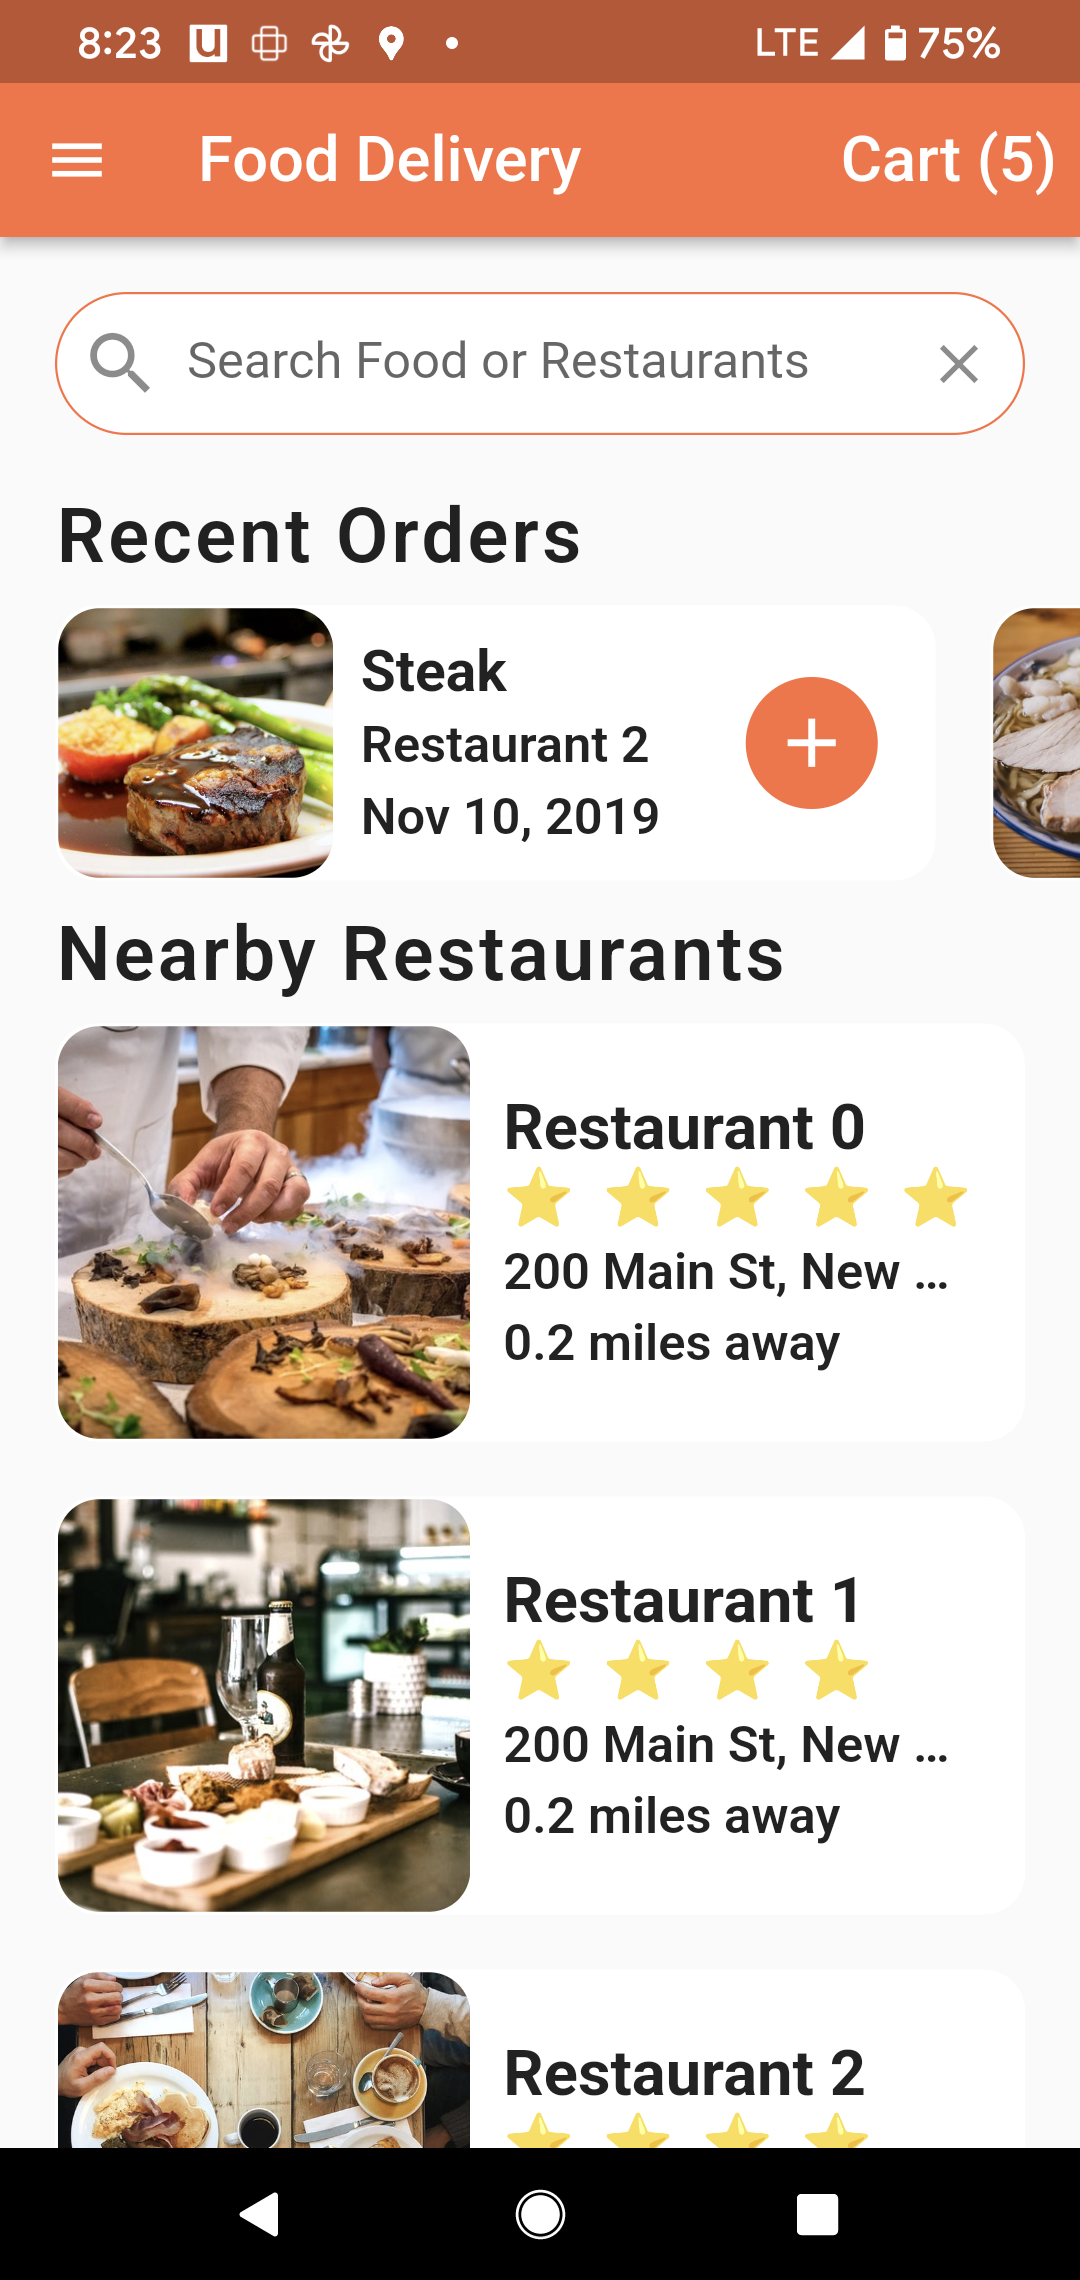 8:23 LTE 75%
Food Delivery Cart (5)
Search Food or Restaurants
Recent Orders
Steak
Restaurant 2
Nov 10, 2019
Nearby Restaurants
Restaurant 0
200 Main St, New ...
0.2 miles away
Restaurant 1
200 Main St, New ...
0.2 miles away
Restaurant 2